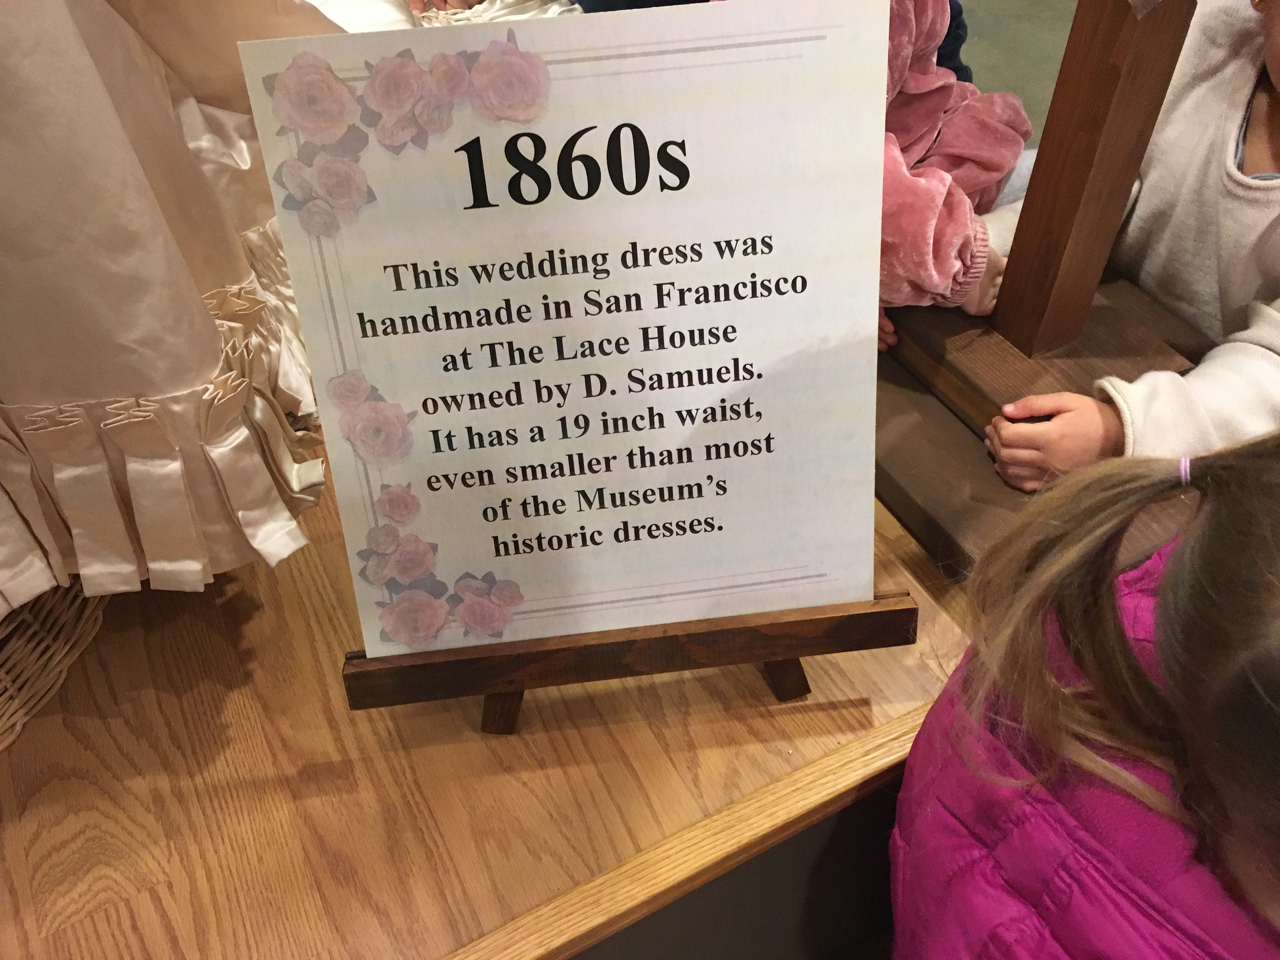 1860s
This wedding dress was
handmade in San Francisco
at The Lace House
owned by D. Samuels.
It has a 19 inch waist,
even smaller than most
of the Museum’s
historic dresses.